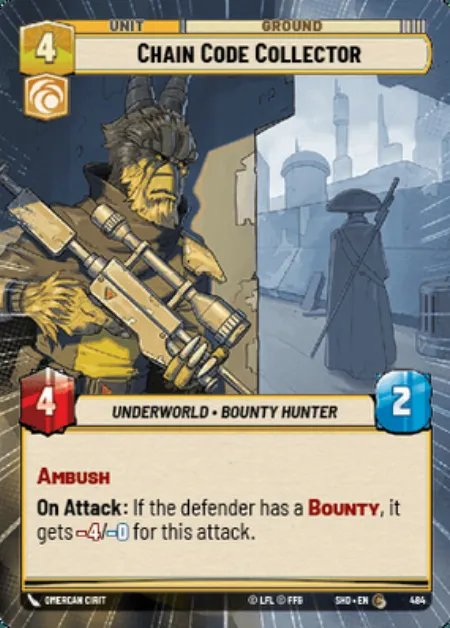 UNIT
GROUND
4
CHAIN CODE COLLECTOR
4
UNDERWORLD • BOUNTY HUNTER
2
AMBUSH
On Attack: If the defender has a BOUNTY, it
gets -4/-0 for this attack.
OMERCAN CIRIT
© LFL © FFG
SHD • EN
484